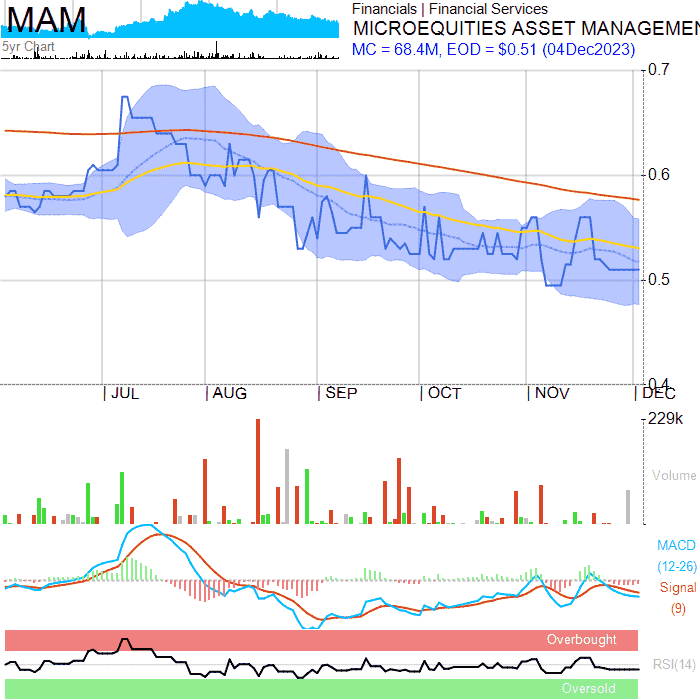 MAM
5yr Chart
Financials | Financial Services
MICROEQUITIES ASSET MANAGEMEN
MC = 68.4M, EOD = $0.51 (04Dec2023)
0.7
0.6
0.5
0.4
JUL AUG SEP OCT NOV DEC
229k
Volume
MACD
(12-26)
Signal
(9)
Overbought
RSI(14)
Oversold